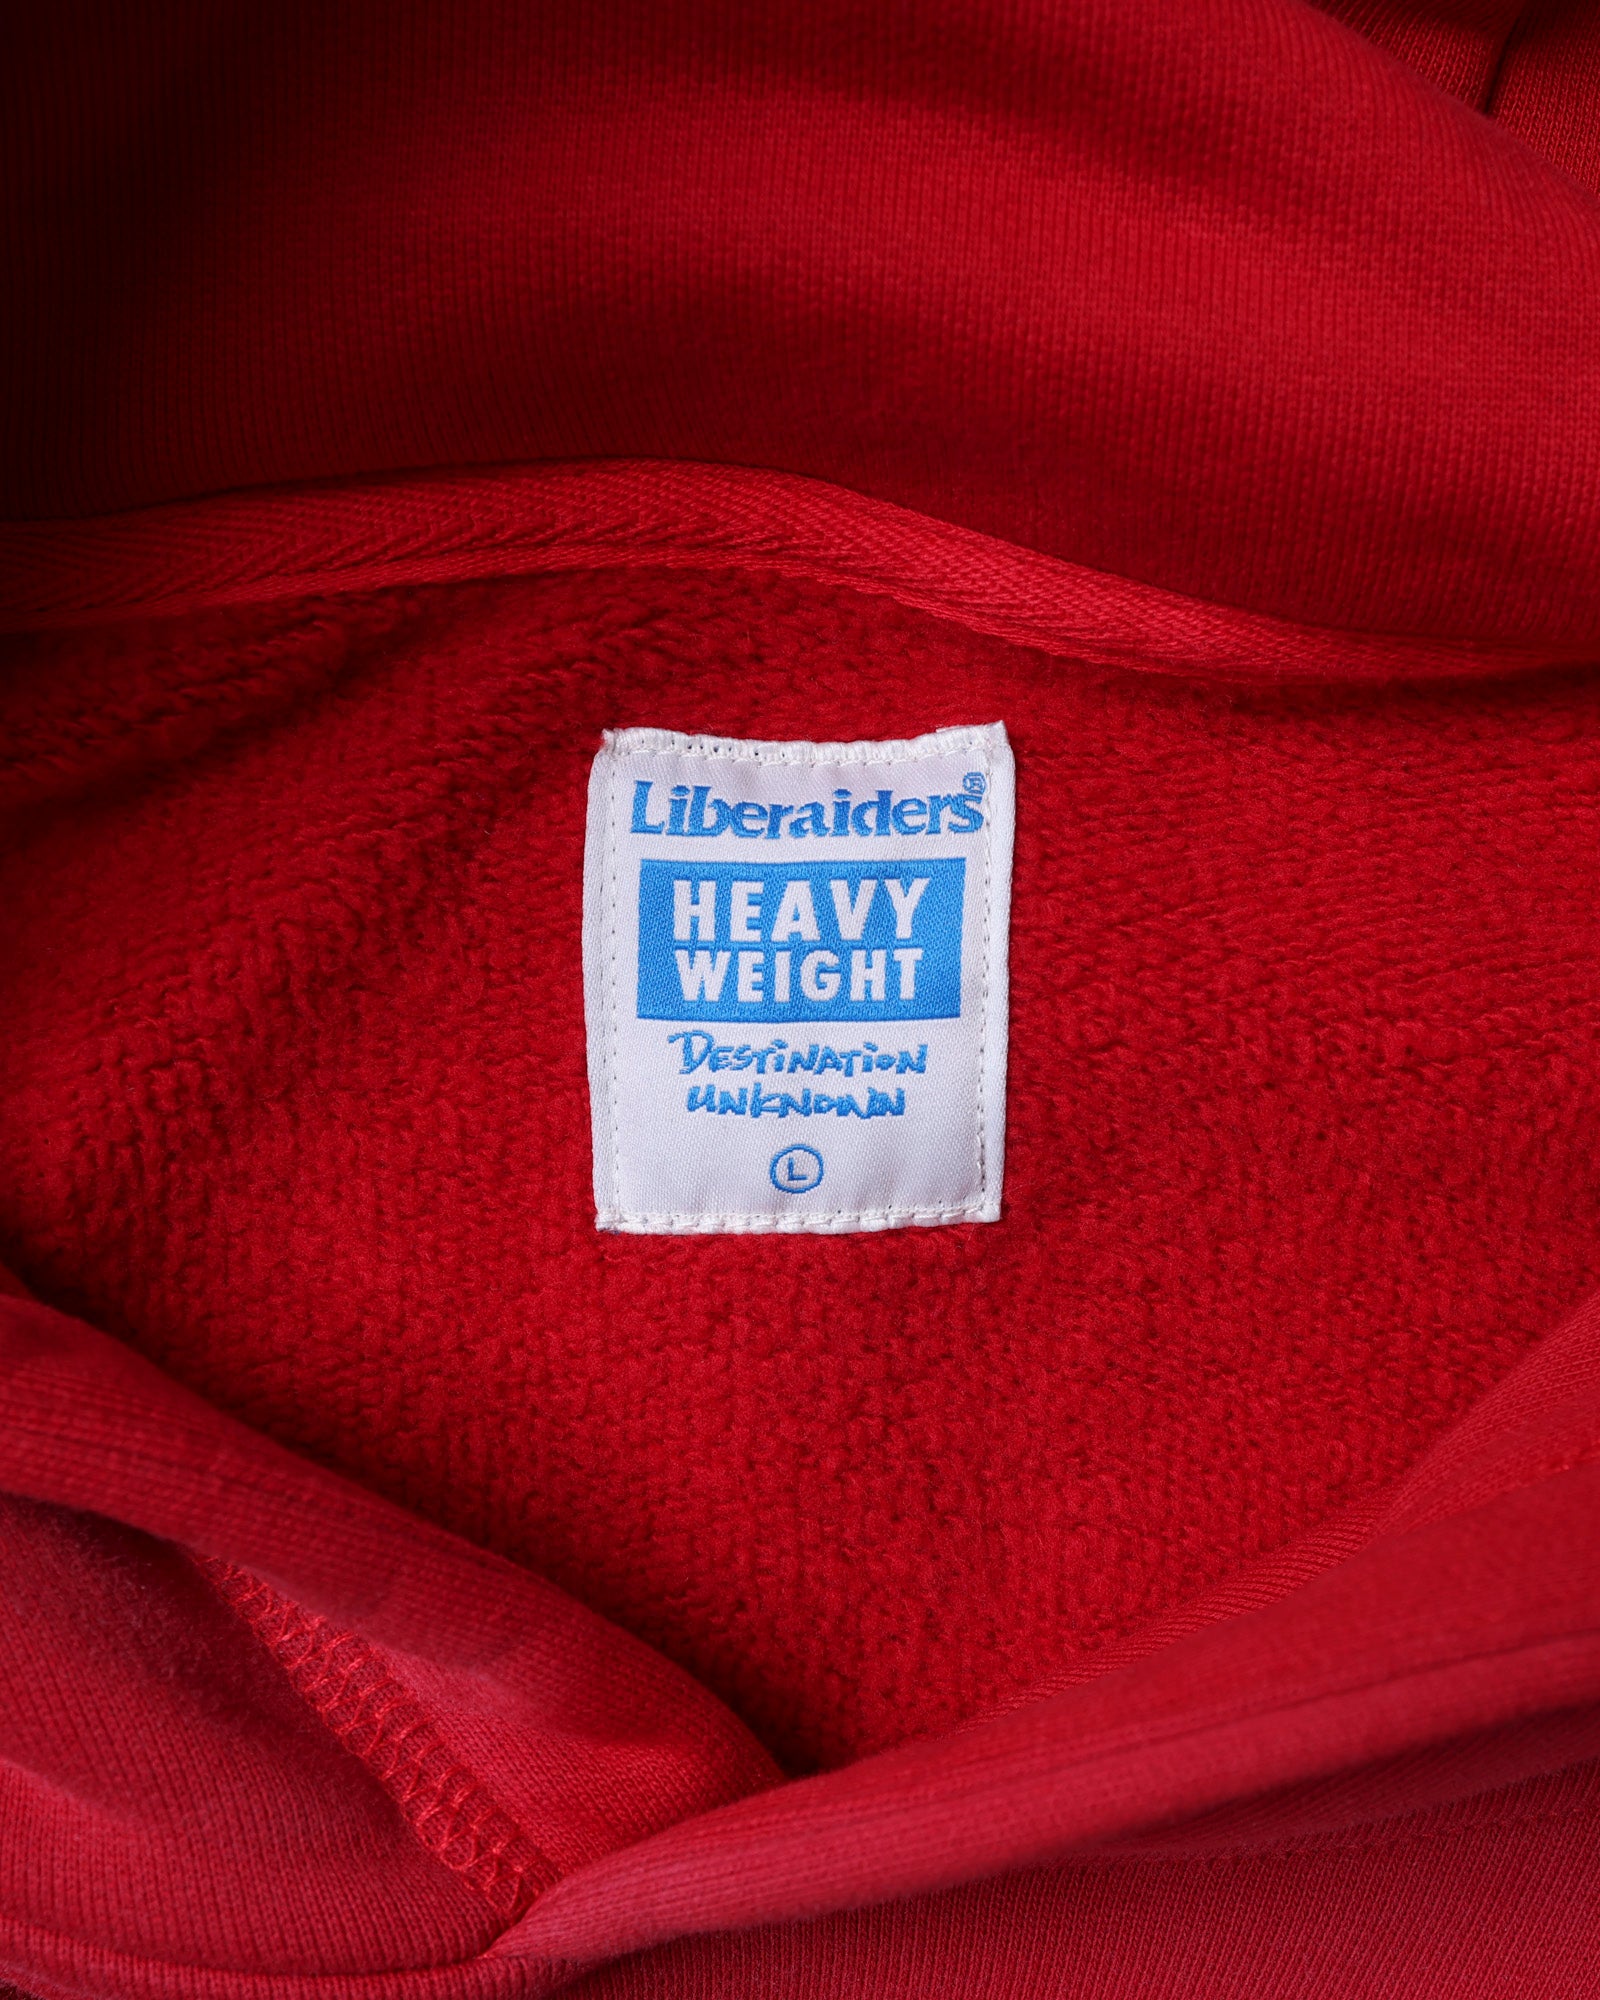 Liberaiders®
HEAVY
WEIGHT
DESTINATION
UNKNOWN
L